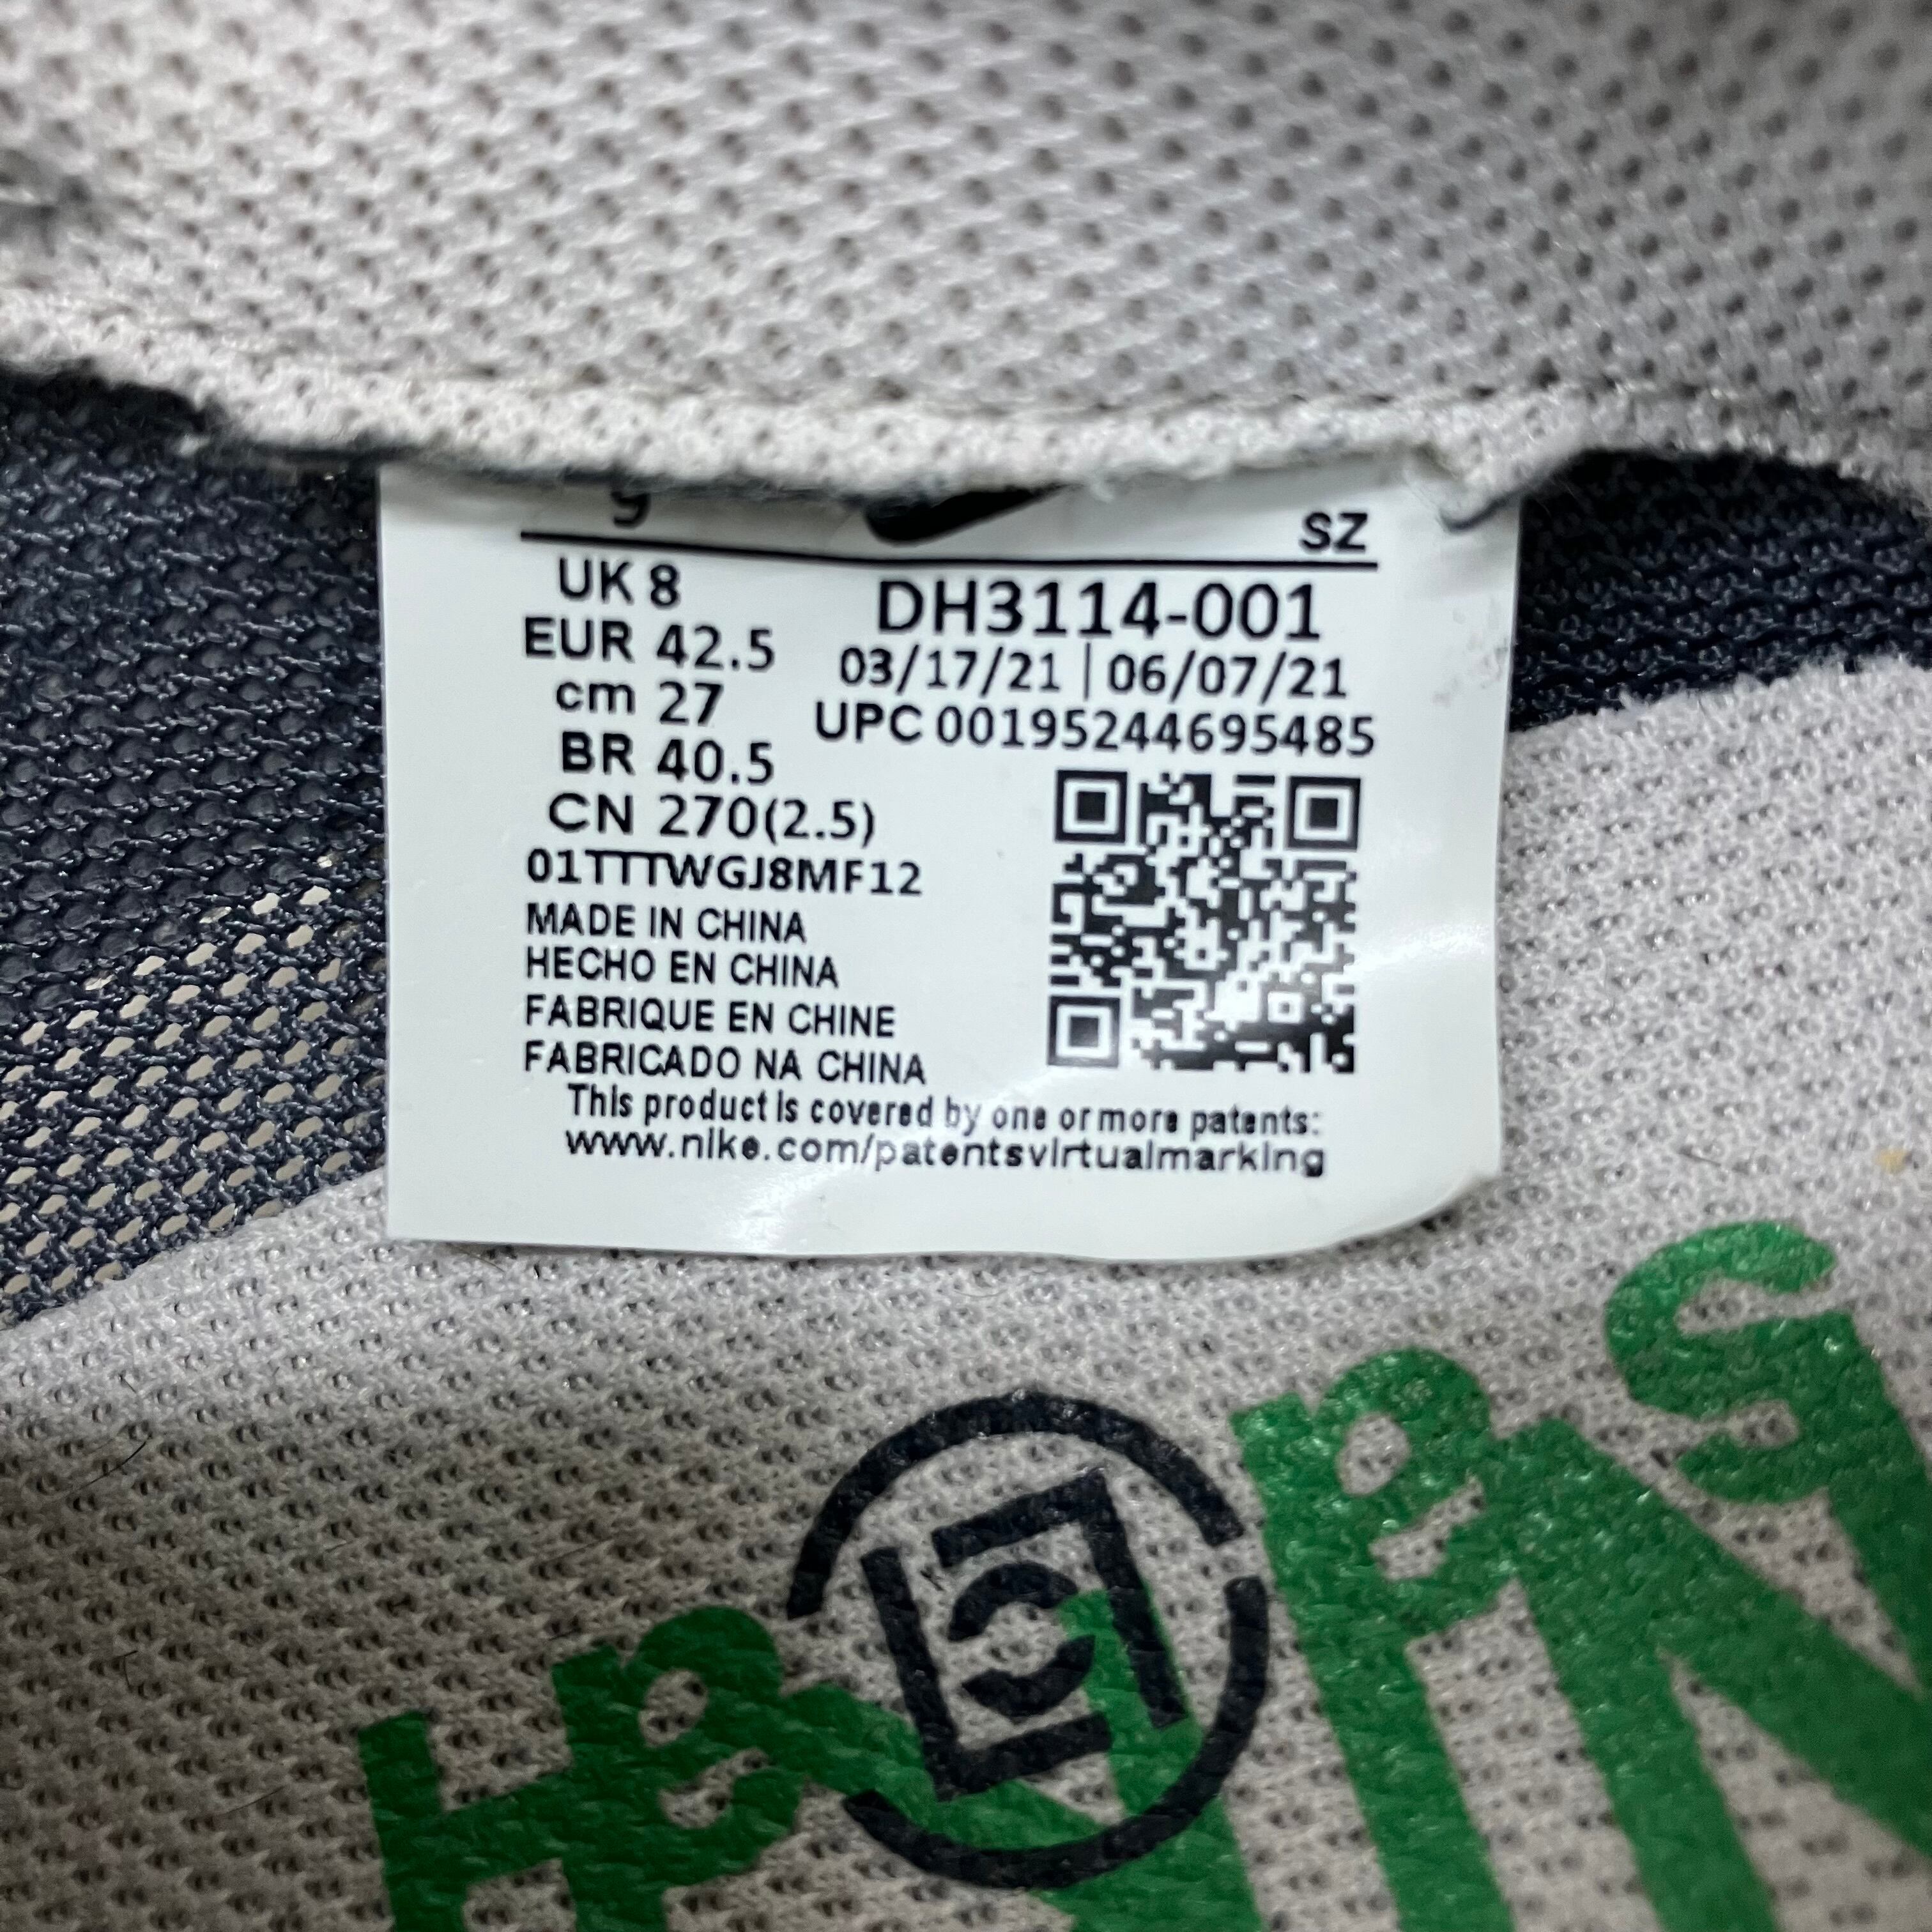 9
SZ
UK 8
EUR 42.5
cm 27
BR 40.5
CN 270(2.5)
DH3114-001
03/17/21 | 06/07/21
UPC 00195244695485
01TTTWGJ8MF12
MADE IN CHINA
HECHO EN CHINA
FABRIQUE EN CHINE
FABRICADO NA CHINA
This product is covered by one or more patents:
www.nike.com/patentsvirtualmarking